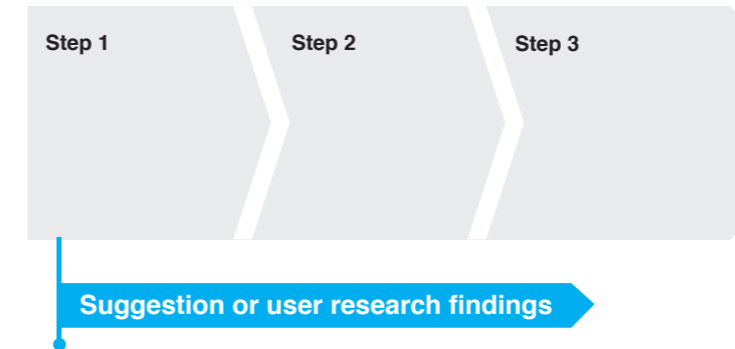 Step 1
Step 2
Step 3
Suggestion or user research findings